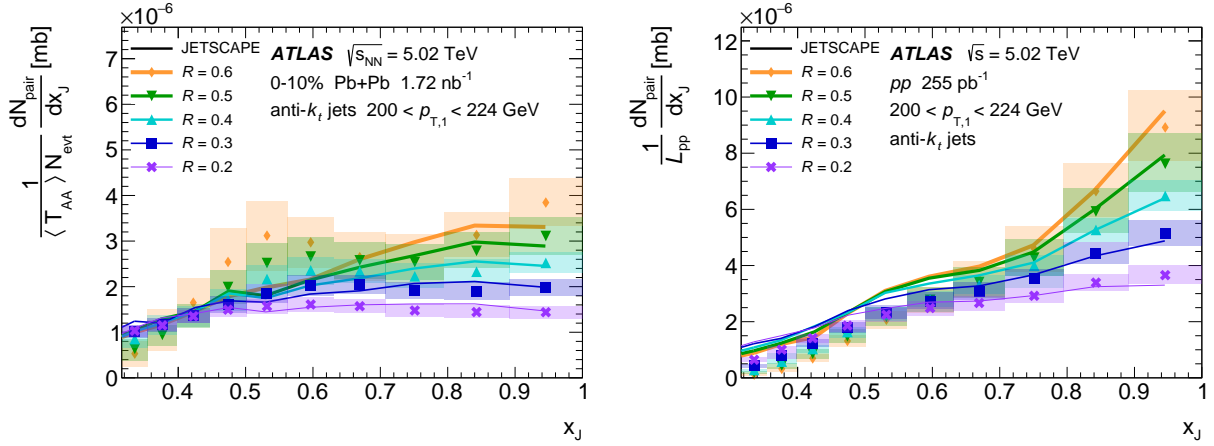 ×10⁻⁶
JETSCAPE
R = 0.6
R = 0.5
R = 0.4
R = 0.3
R = 0.2
ATLAS √s_NN = 5.02 TeV
0-10% Pb+Pb 1.72 nb⁻¹
anti-k_t jets 200 < p_T,1 < 224 GeV
1/(⟨T_AA⟩ N_evt) dN_pair/dx_J [mb]
7
6
5
4
3
2
1
0
0.4 0.5 0.6 0.7 0.8 0.9 1
x_J
×10⁻⁶
JETSCAPE
R = 0.6
R = 0.5
R = 0.4
R = 0.3
R = 0.2
ATLAS √s = 5.02 TeV
pp 255 pb⁻¹
200 < p_T,1 < 224 GeV
anti-k_t jets
1/L_pp dN_pair/dx_J [mb]
12
10
8
6
4
2
0
0.4 0.5 0.6 0.7 0.8 0.9 1
x_J